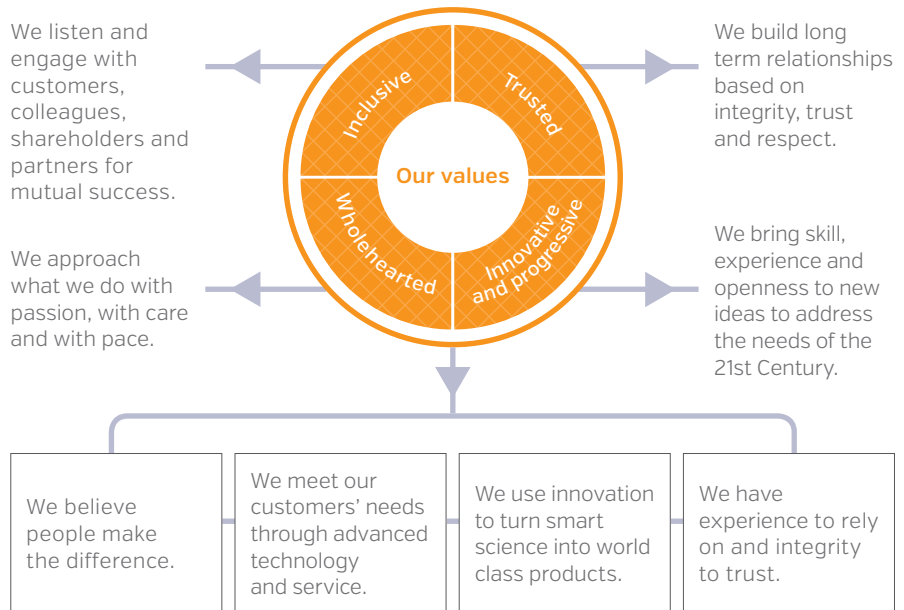 We listen and
engage with
customers,
colleagues,
shareholders and
partners for
mutual success.
Inclusive
Trusted
We build long
term relationships
based on
integrity, trust
and respect.
Our values
We approach
what we do with
passion, with care
and with pace.
Wholehearted
Innovative
and progressive
We bring skill,
experience and
openness to new
ideas to address
the needs of the
21st Century.
We believe
people make
the difference.
We meet our
customers’ needs
through advanced
technology
and service.
We use innovation
to turn smart
science into world
class products.
We have
experience to rely
on and integrity
to trust.